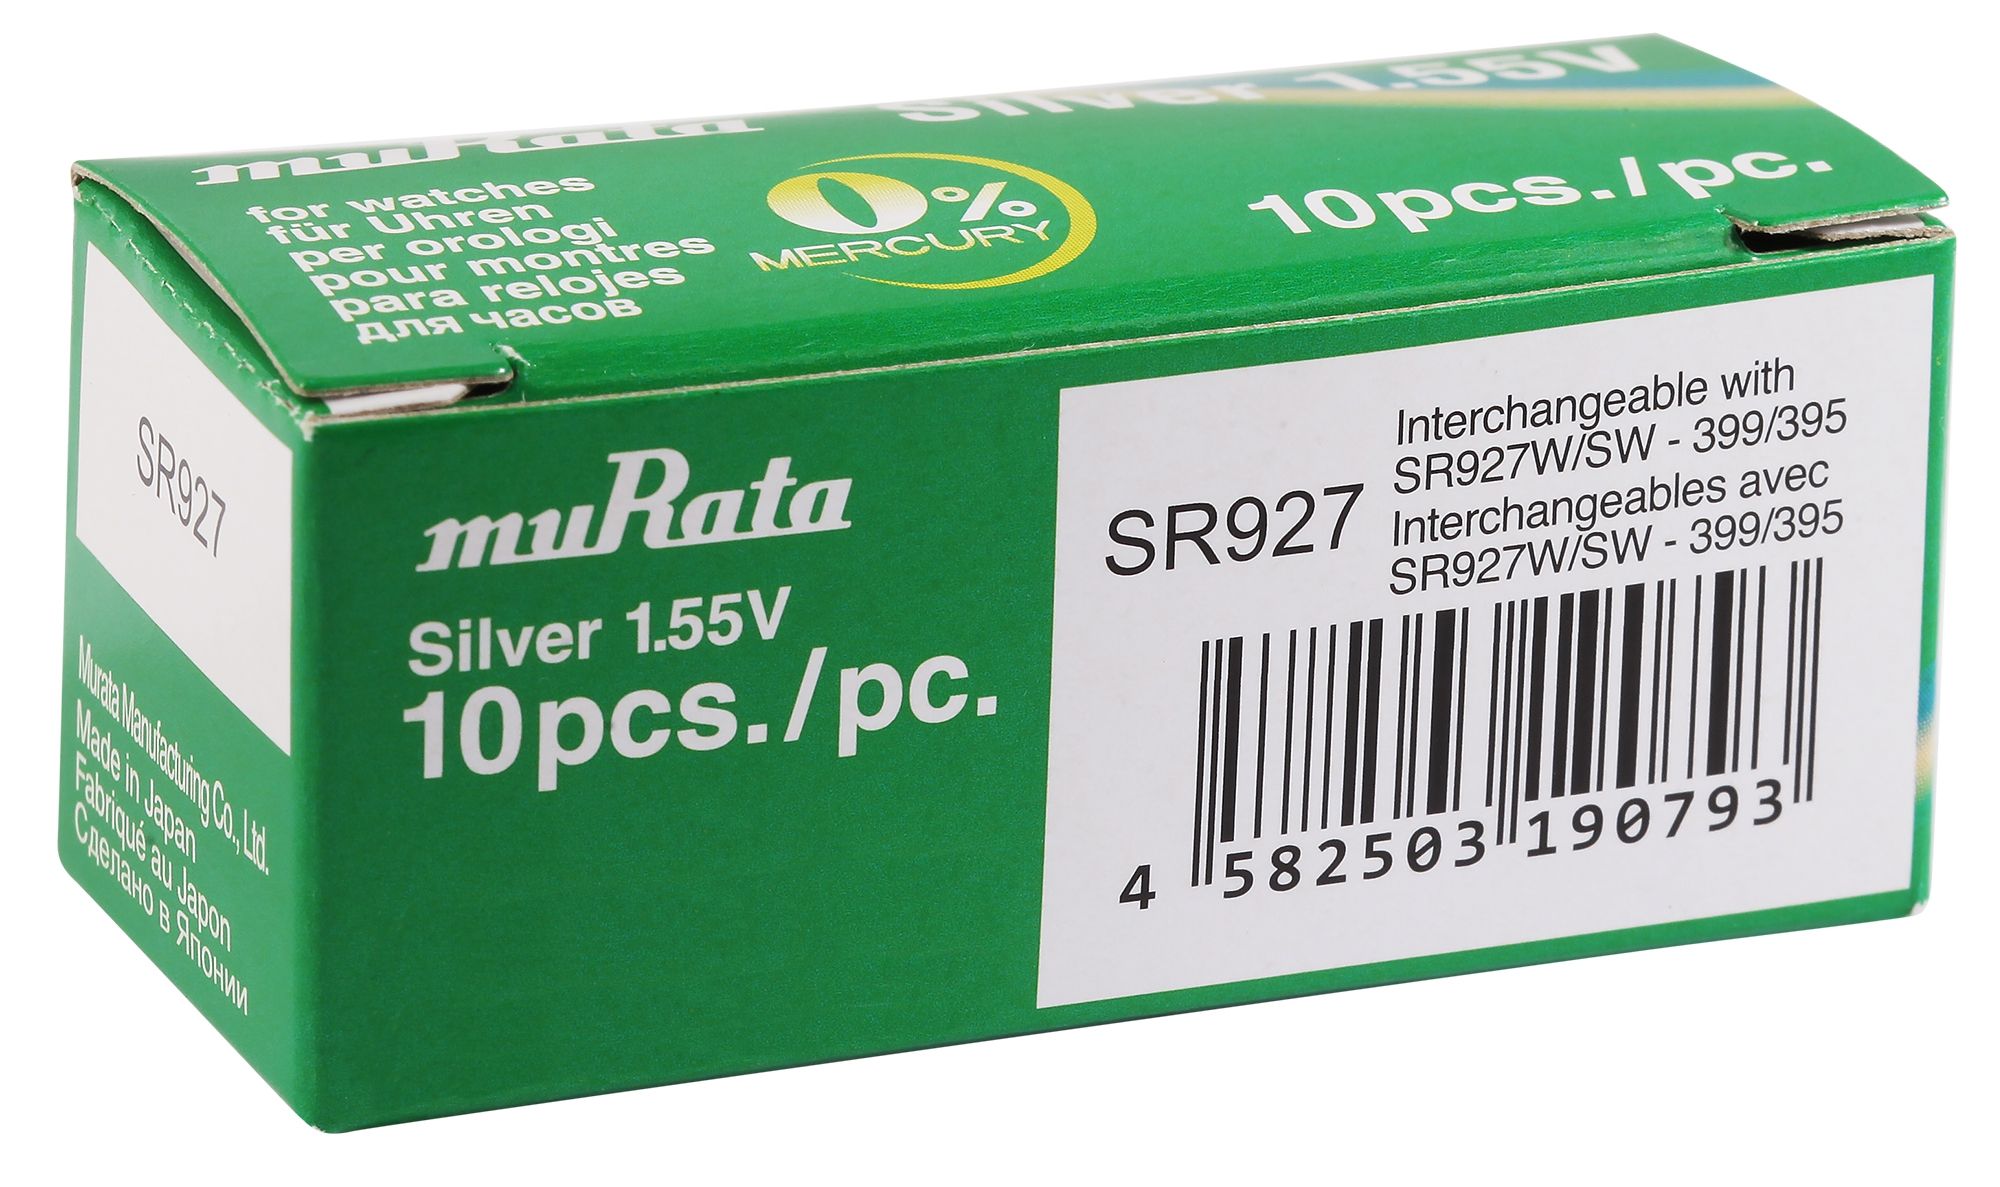 muRata
Silver 1.55V
for watches
für Uhren
per orologi
pour montres
para relojes
для часов
0%
MERCURY
10pcs./pc.
SR927
Murata Manufacturing Co., Ltd.
Made in Japan
Fabriqué au Japon
Сделано в Японии
muRata
Silver 1.55V
10pcs./pc.
SR927
Interchangeable with
SR927W/SW - 399/395
Interchangeables avec
SR927W/SW - 399/395
4 582503 190793